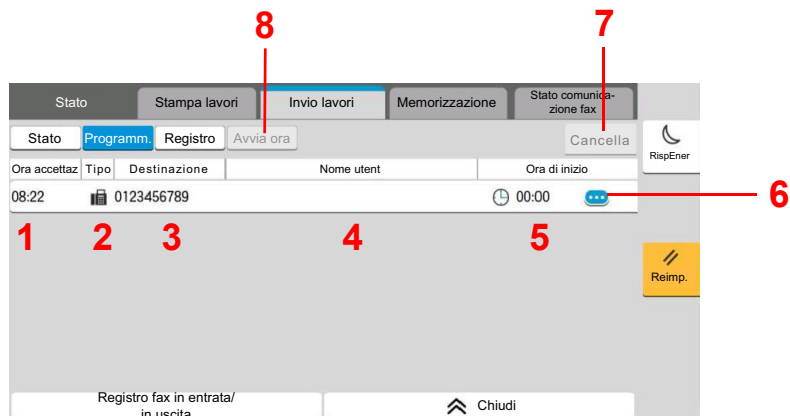 8
7
Stato
Stampa lavori
Invio lavori
Memorizzazione
Stato comunica-
zione fax
Stato
Programm.
Registro
Avvia ora
Cancella
RispEner
Ora accettaz
Tipo
Destinazione
Nome utent
Ora di inizio
08:22
0123456789
00:00
6
1
2
3
4
5
Reimp.
Registro fax in entrata/
in uscita
Chiudi